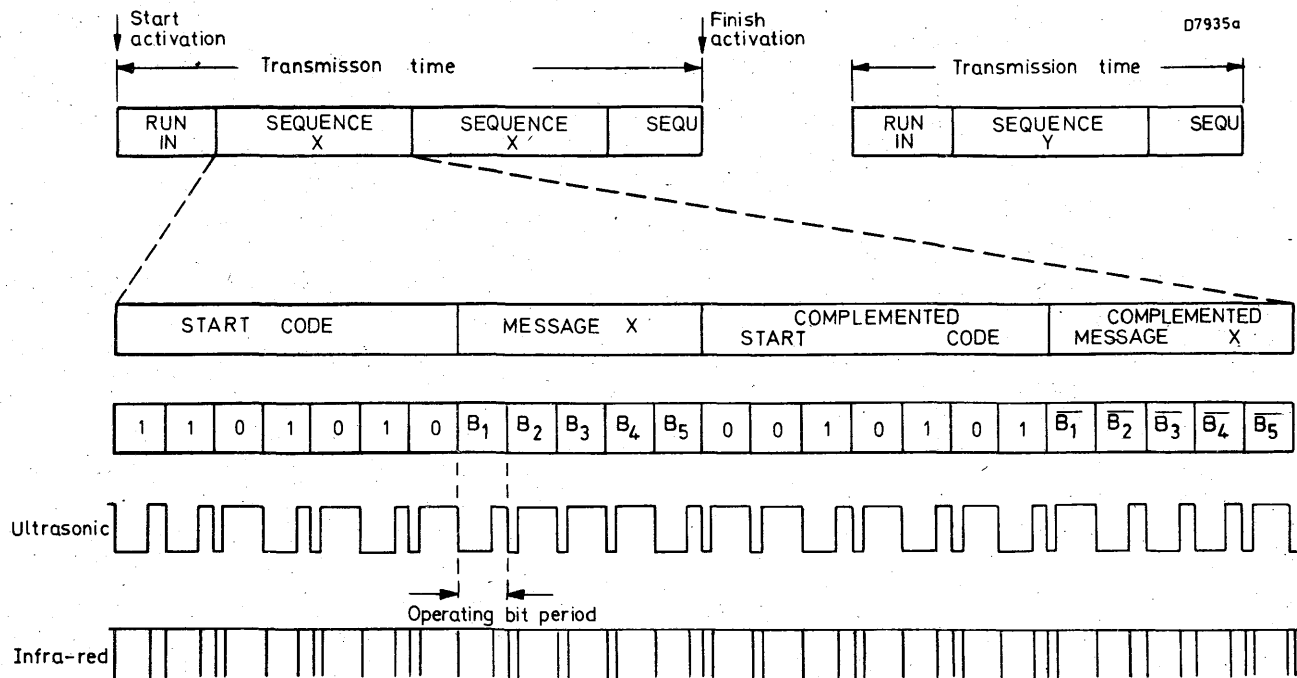 Start
activation
Finish
activation
D7935a
Transmisson time
Transmission time
RUN
IN
SEQUENCE
X
SEQUENCE
X
SEQU
RUN
IN
SEQUENCE
Y
SEQU
START CODE
MESSAGE X
COMPLEMENTED
START CODE
COMPLEMENTED
MESSAGE X
1 1 0 1 0 1 0 B₁ B₂ B₃ B₄ B₅ 0 0 1 0 1 0 1 B̅₁ B̅₂ B̅₃ B̅₄ B̅₅
Ultrasonic
Operating bit period
Infra-red